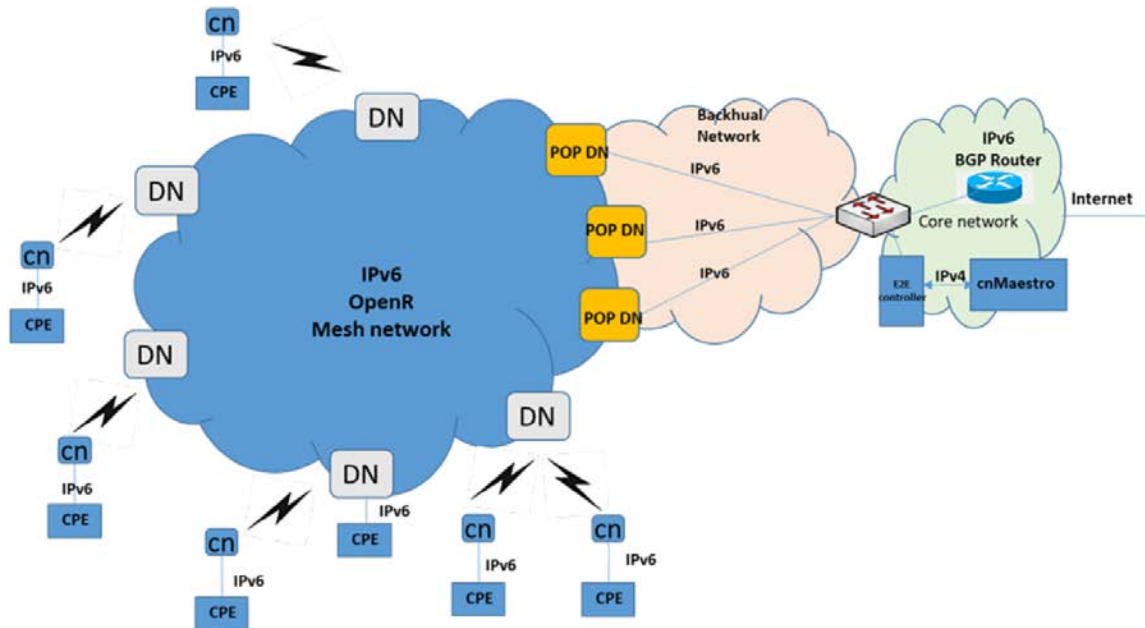 cn
IPv6
CPE
DN
POP DN
Backhual
Network
IPv6
IPv6
BGP Router
Internet
DN
POP DN
IPv6
Core network
cn
IPv6
CPE
IPv6
OpenR
Mesh network
IPv6
POP DN
E2E
controller
IPv4
cnMaestro
DN
DN
cn
IPv6
CPE
DN
IPv6
CPE
cn
IPv6
CPE
cn
IPv6
CPE
cn
IPv6
CPE